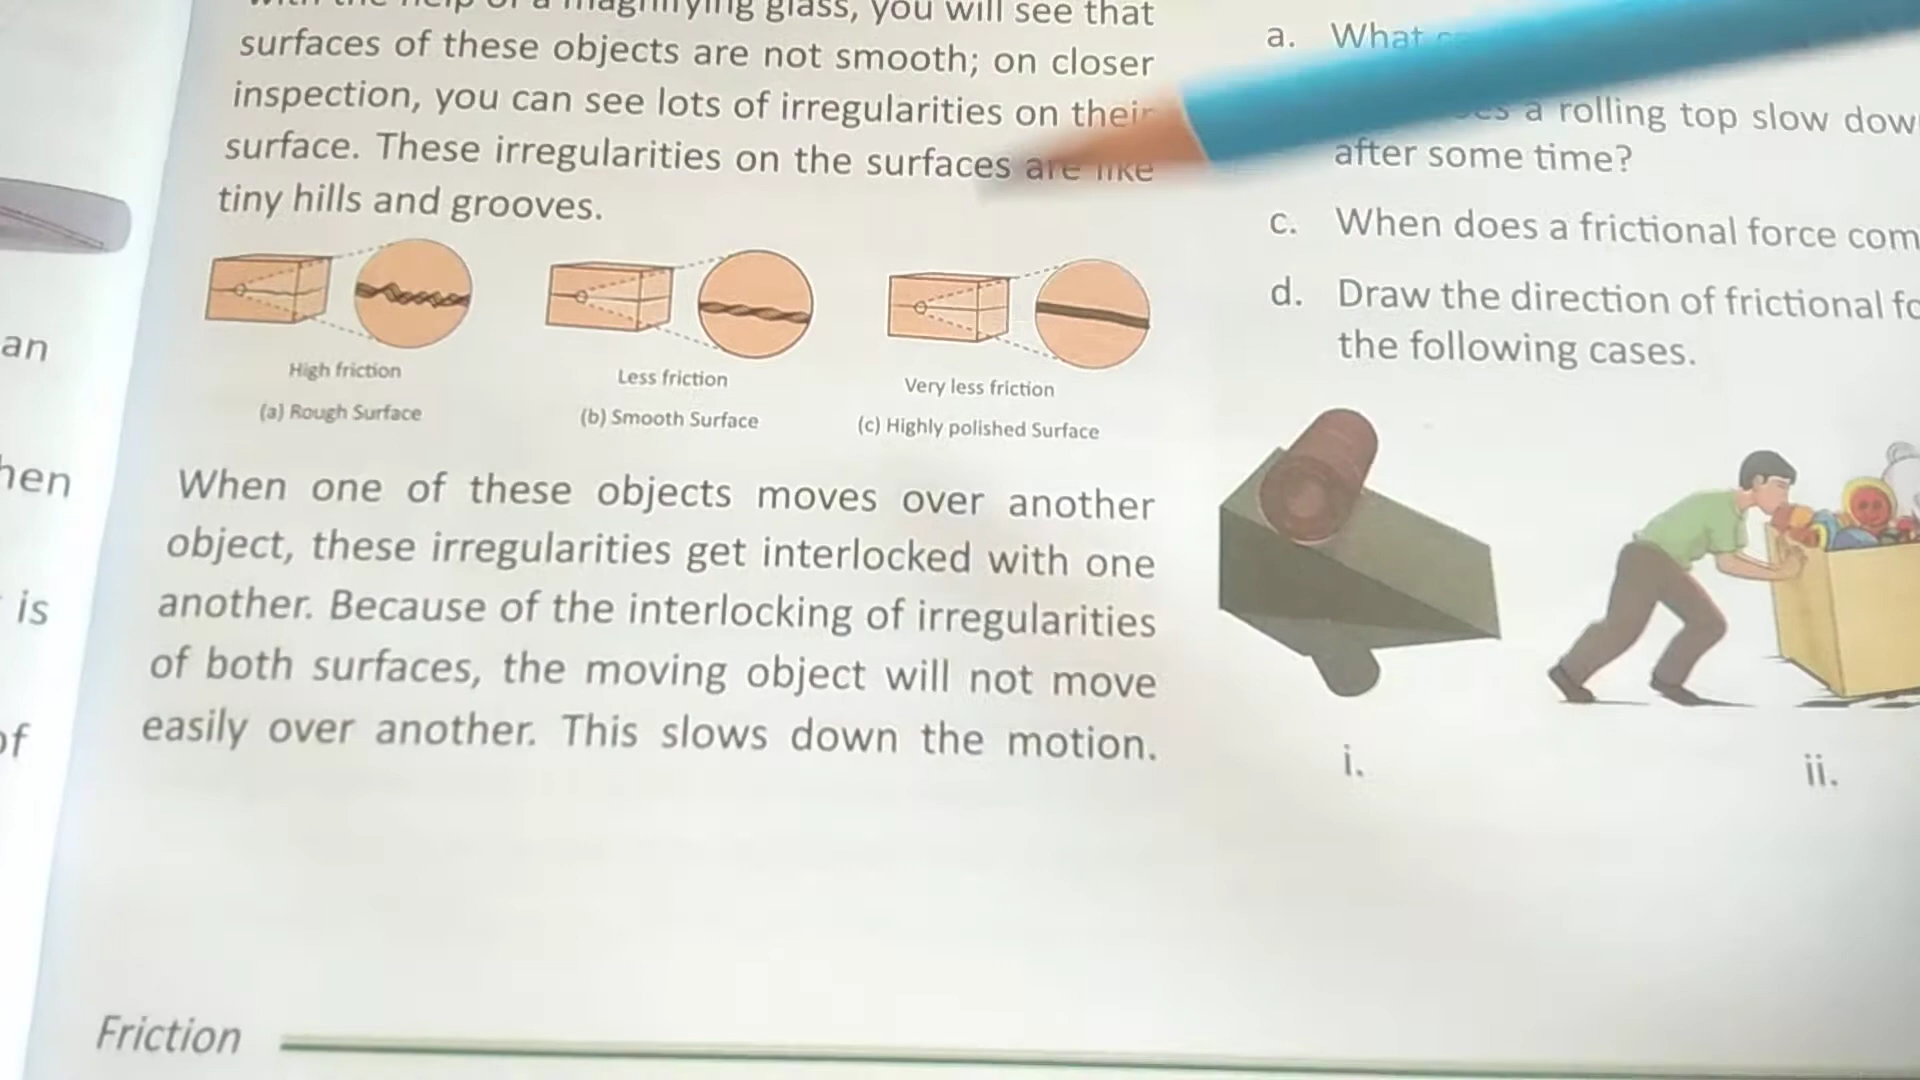 with the help of a magnifying glass, you will see that
surfaces of these objects are not smooth; on closer
inspection, you can see lots of irregularities on their
surface. These irregularities on the surfaces are like
tiny hills and grooves.
High friction
(a) Rough Surface
Less friction
(b) Smooth Surface
Very less friction
(c) Highly polished Surface
When one of these objects moves over another
object, these irregularities get interlocked with one
another. Because of the interlocking of irregularities
of both surfaces, the moving object will not move
easily over another. This slows down the motion.
Friction
an
is
of
a. What
a rolling top slow
after some time?
c. When does a frictional force
d. Draw the direction of frictional
the following cases.
i.
ii.